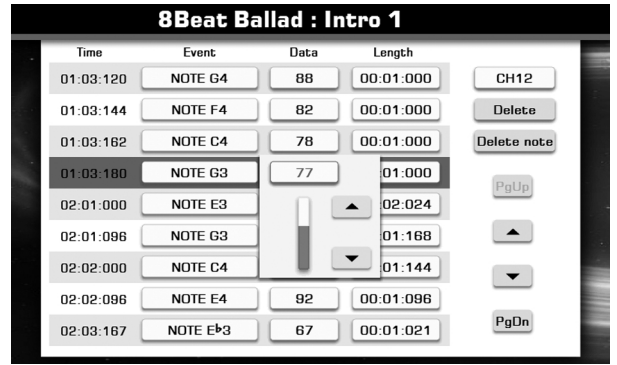 8Beat Ballad : Intro 1
Time Event Data Length
01:03:120 NOTE G4 88 00:01:000 CH12
01:03:144 NOTE F4 82 00:01:000 Delete
01:03:162 NOTE C4 78 00:01:000 Delete note
01:03:180 NOTE G3 77 :01:000 PgUp
02:01:000 NOTE E3 :02:024
02:01:096 NOTE G3 :01:168
02:02:000 NOTE C4 :01:144
02:02:096 NOTE E4 92 00:01:096
02:03:167 NOTE E♭3 67 00:01:021 PgDn